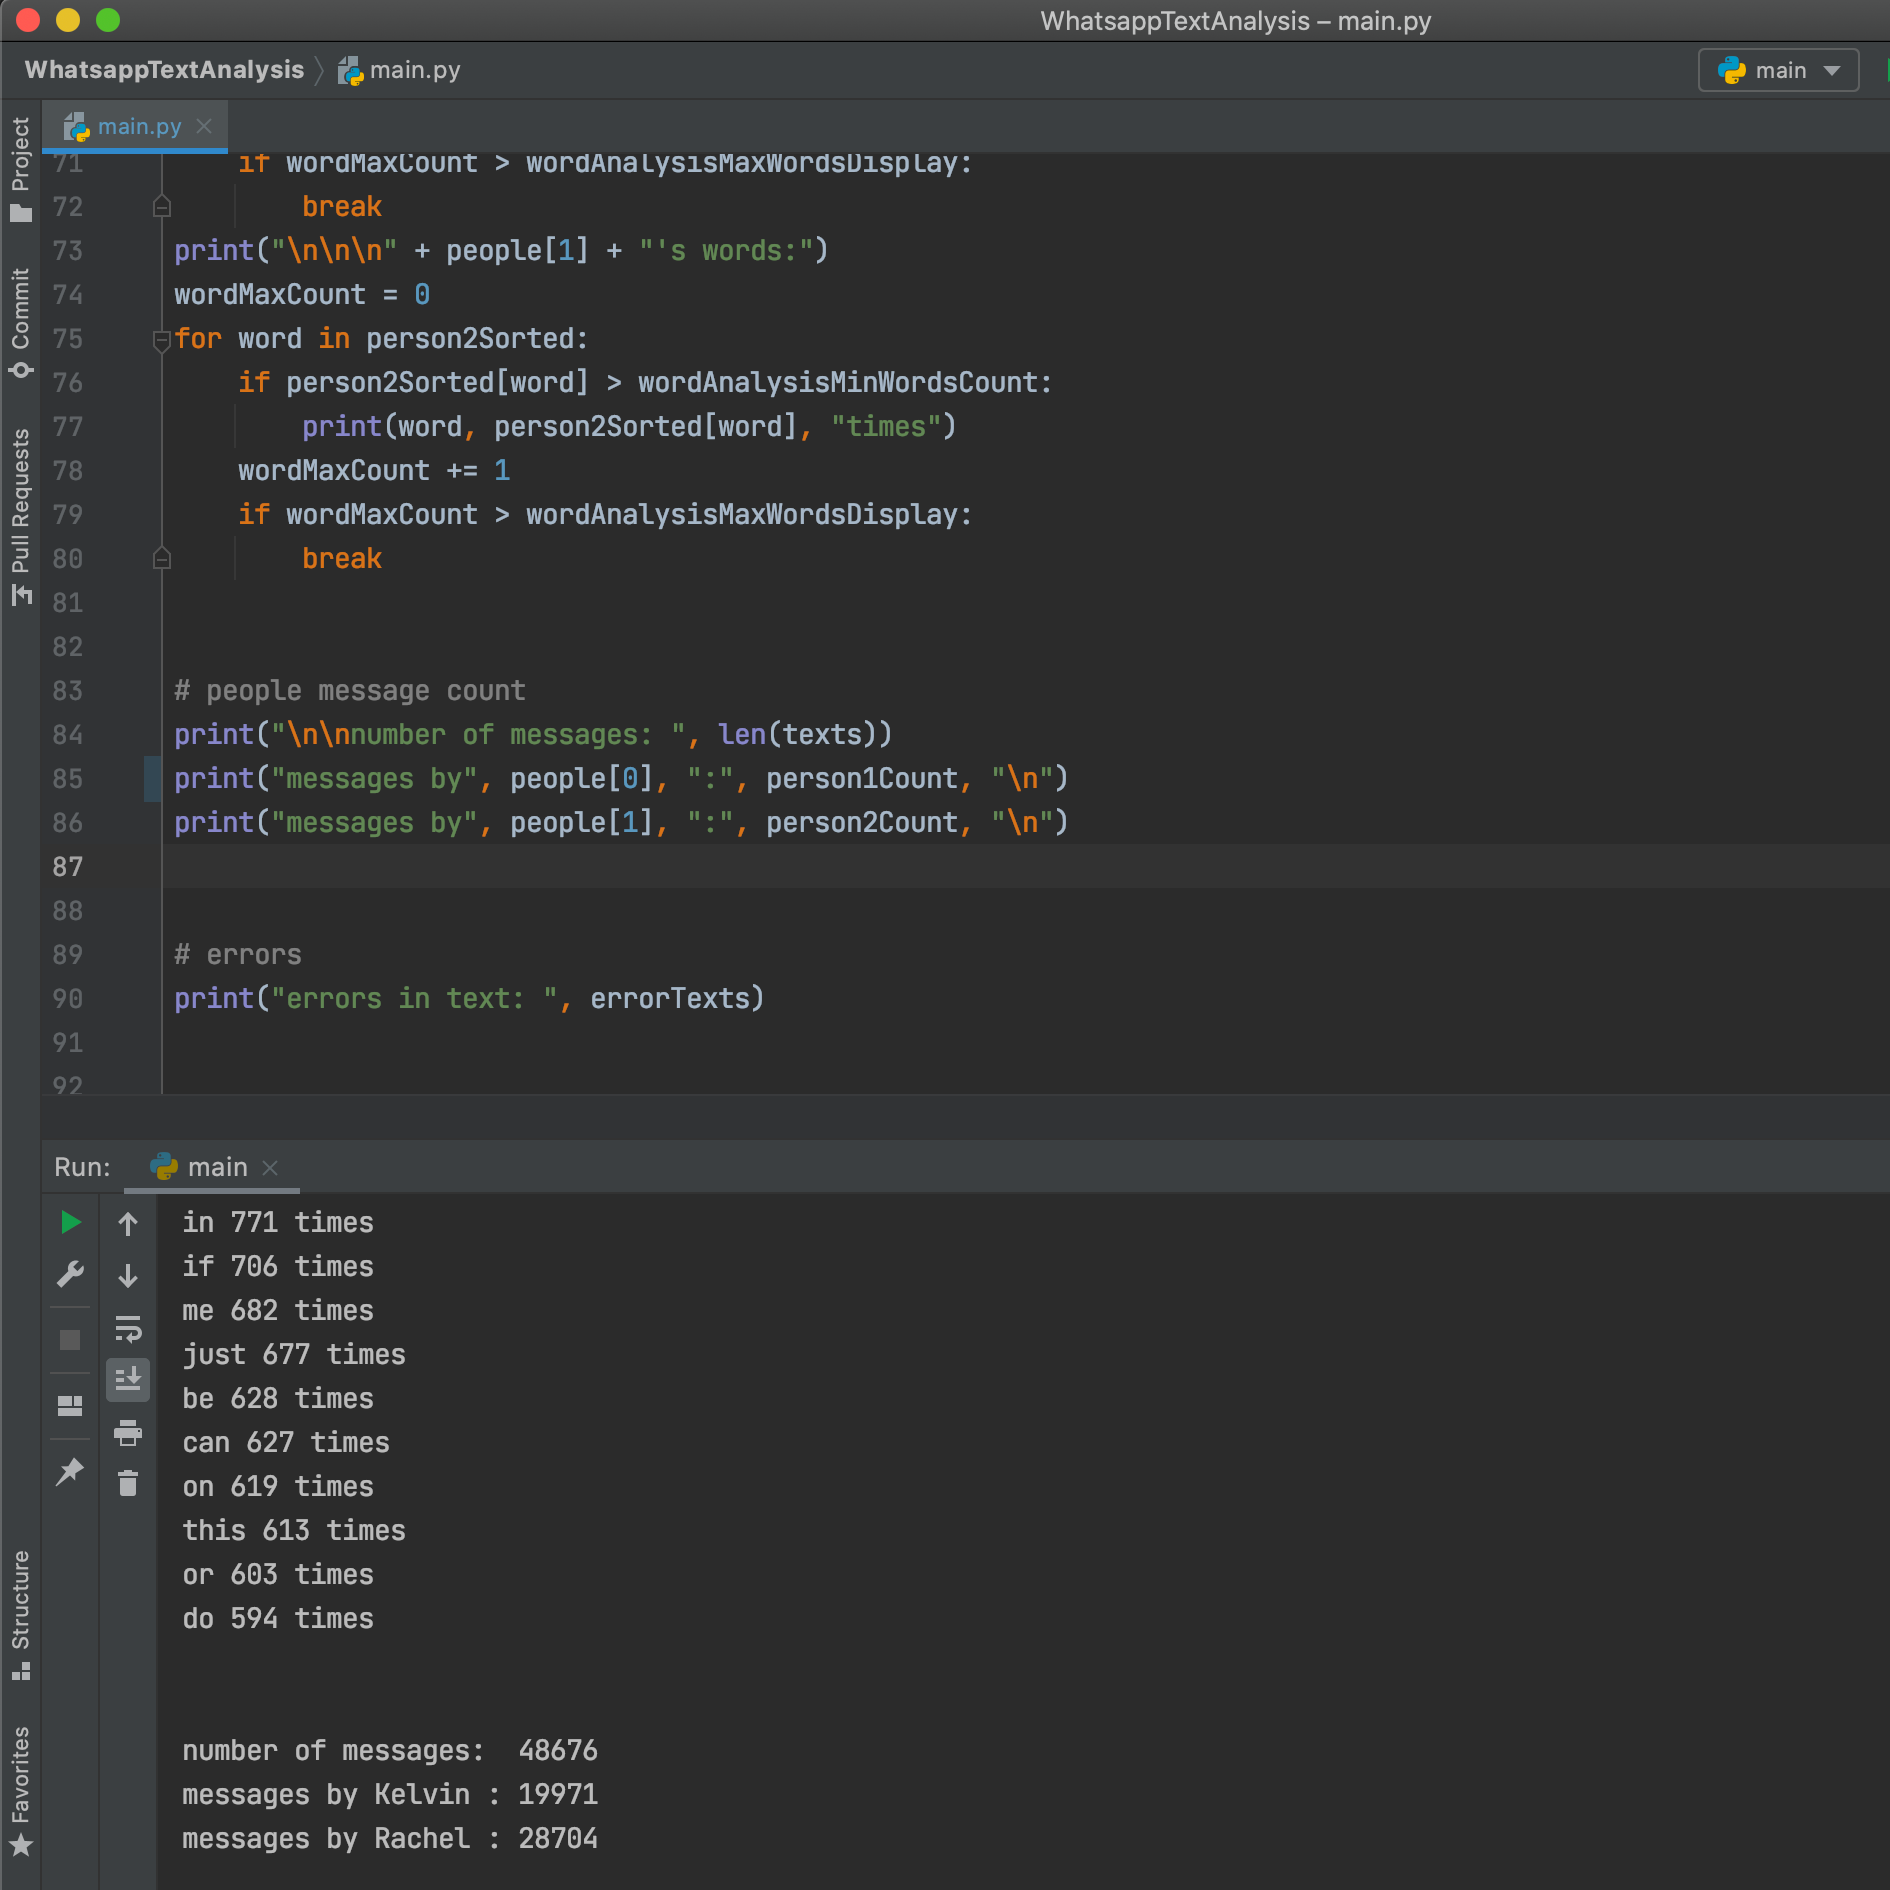 WhatsappTextAnalysis – main.py
WhatsappTextAnalysis main.py
main
main.py
Project
Commit
Pull Requests
Structure
Favorites
71 if wordMaxCount > wordAnalysisMaxWordsDisplay:
72 break
73 print("\n\n\n" + people[1] + "'s words:")
74 wordMaxCount = 0
75 for word in person2Sorted:
76 if person2Sorted[word] > wordAnalysisMinWordsCount:
77 print(word, person2Sorted[word], "times")
78 wordMaxCount += 1
79 if wordMaxCount > wordAnalysisMaxWordsDisplay:
80 break
81
82
83 # people message count
84 print("\n\nnumber of messages: ", len(texts))
85 print("messages by", people[0], ":", person1Count, "\n")
86 print("messages by", people[1], ":", person2Count, "\n")
87
88
89 # errors
90 print("errors in text: ", errorTexts)
91
92
Run: main
in 771 times
if 706 times
me 682 times
just 677 times
be 628 times
can 627 times
on 619 times
this 613 times
or 603 times
do 594 times
number of messages:  48676
messages by Kelvin : 19971
messages by Rachel : 28704